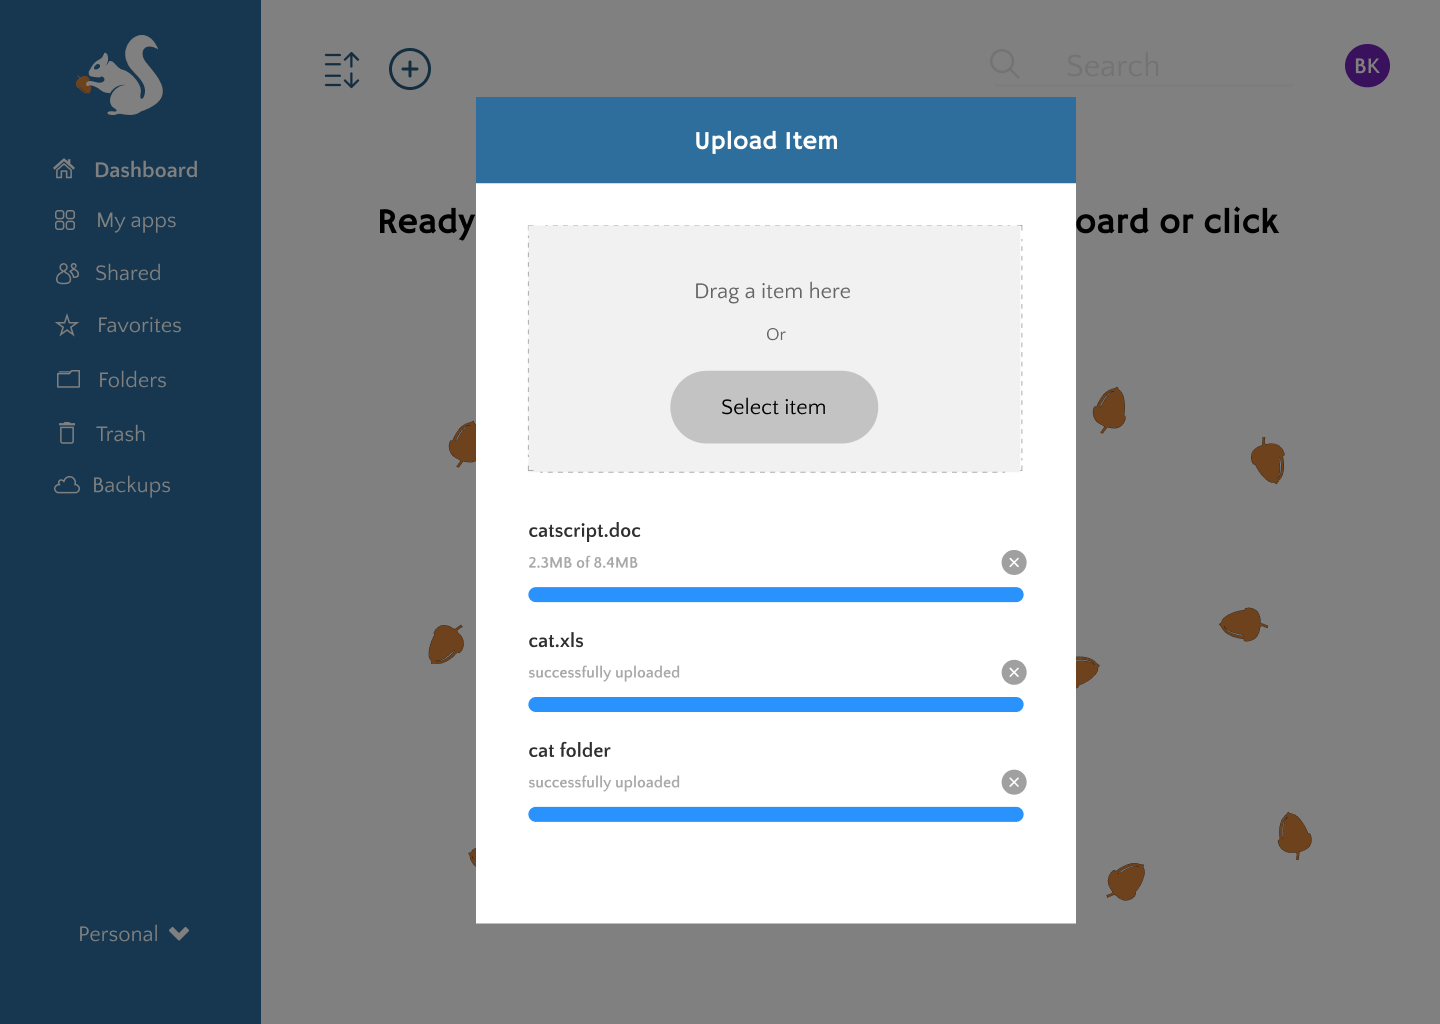 Dashboard
My apps
Shared
Favorites
Folders
Trash
Backups
Personal
Search
BK
Ready
oard or click
Upload Item
Drag a item here
Or
Select item
catscript.doc
2.3MB of 8.4MB
cat.xls
successfully uploaded
cat folder
successfully uploaded